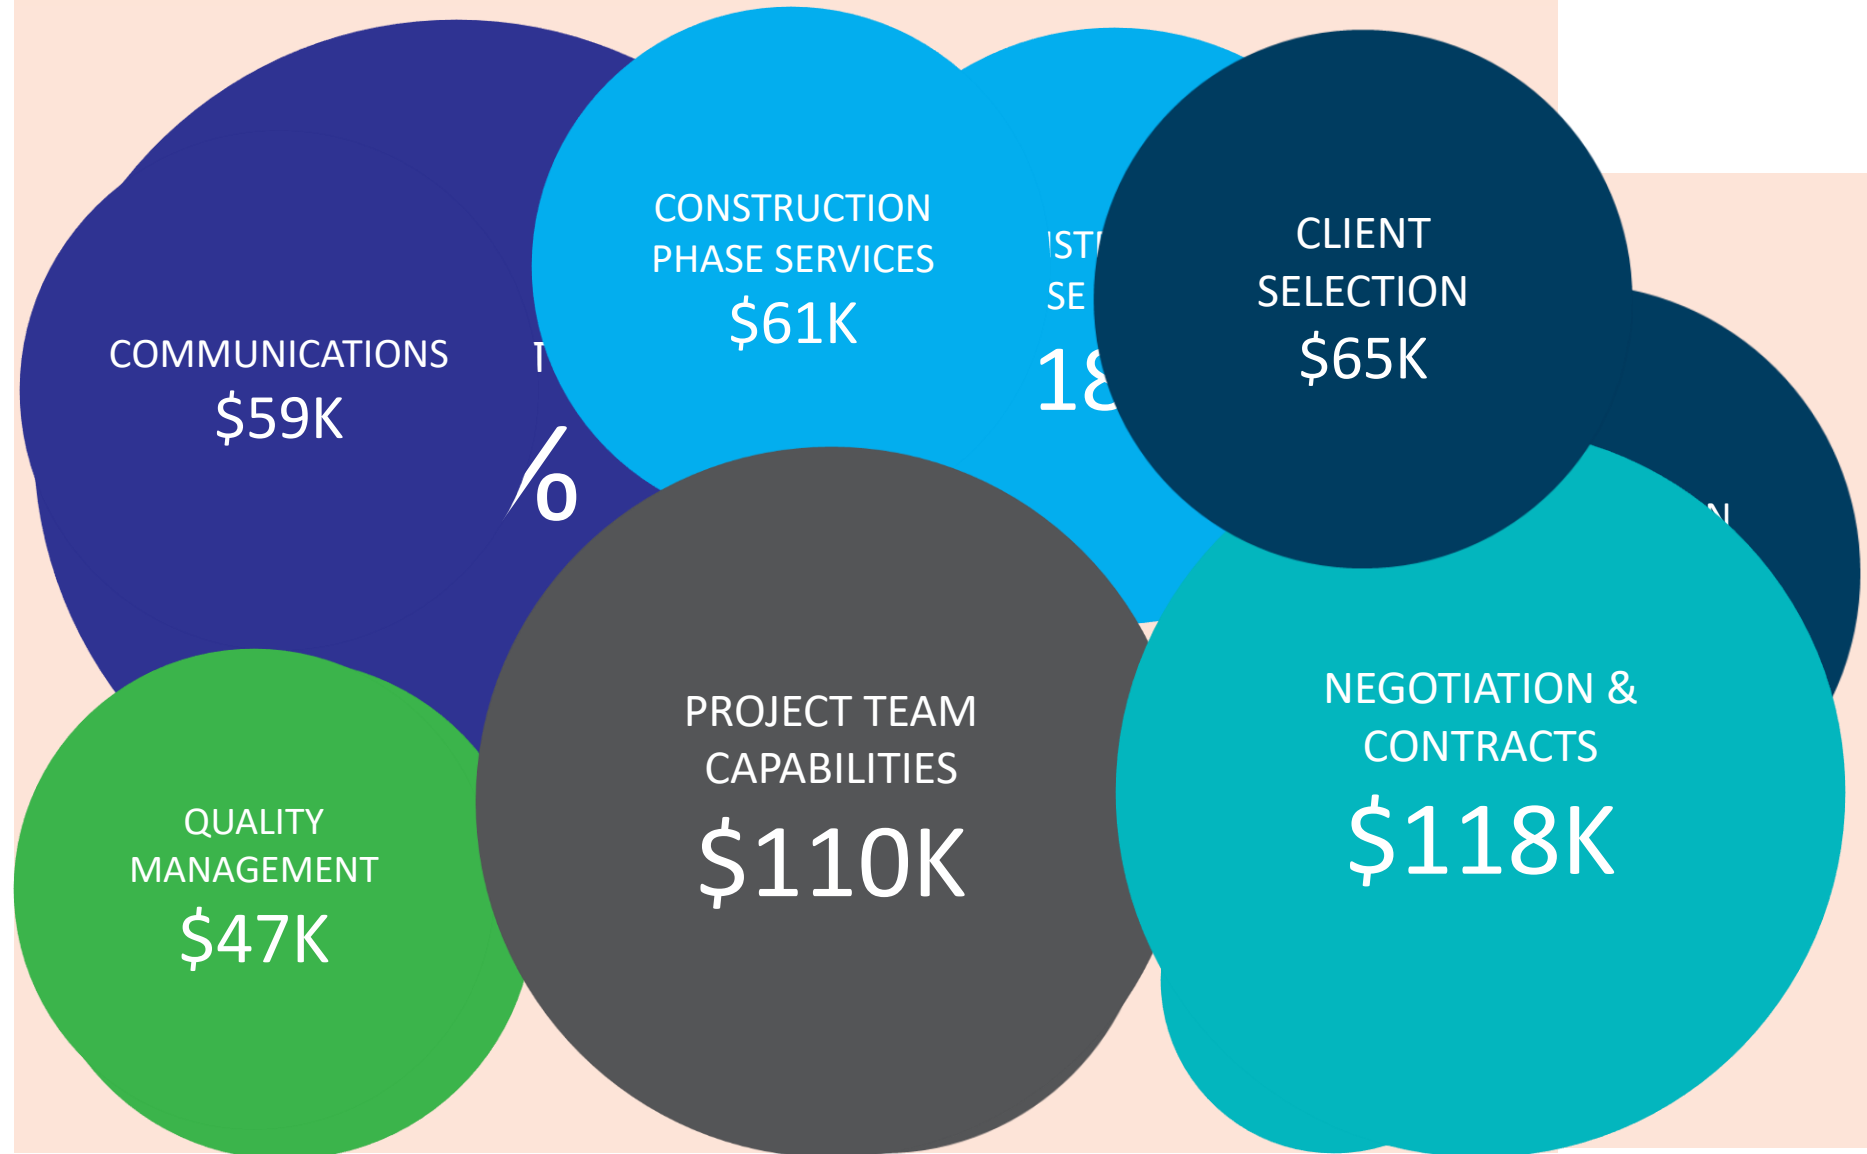 CONSTRUCTION
PHASE SERVICES
$61K
CLIENT
SELECTION
$65K
COMMUNICATIONS
$59K
%
PROJECT TEAM
CAPABILITIES
$110K
NEGOTIATION &
CONTRACTS
$118K
QUALITY
MANAGEMENT
$47K